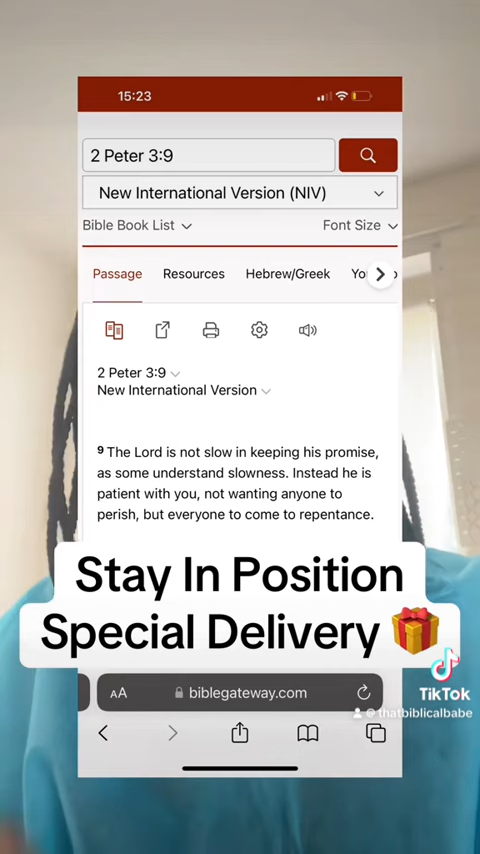 15:23
2 Peter 3:9
New International Version (NIV)
Bible Book List
Font Size
Passage
Resources
Hebrew/Greek
2 Peter 3:9
New International Version
9 The Lord is not slow in keeping his promise,
as some understand slowness. Instead he is
patient with you, not wanting anyone to
perish, but everyone to come to repentance.
Stay In Position
Special Delivery 🎁
TikTok
@thatbiblicalbabe
AA
biblegateway.com